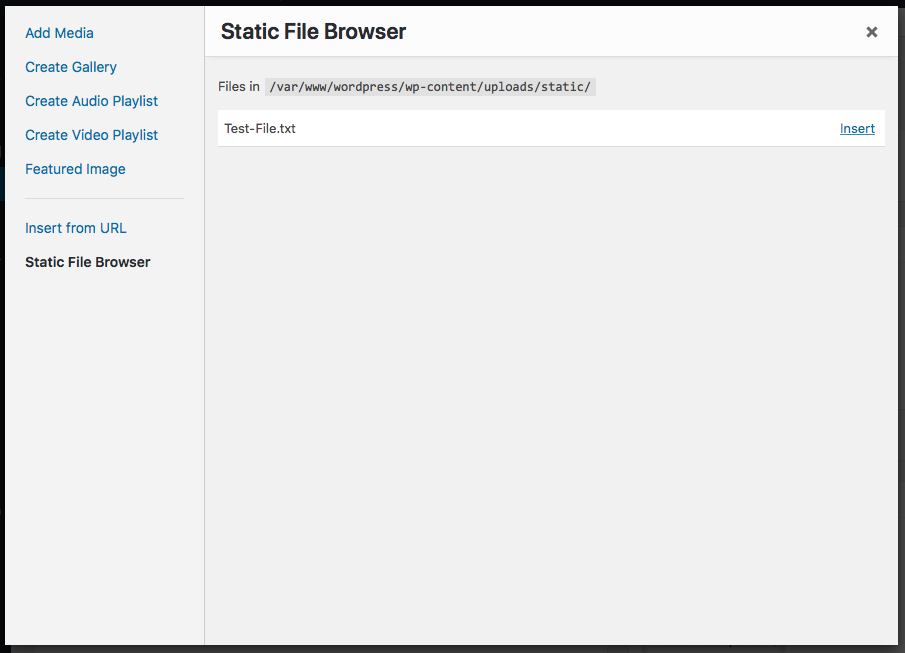 Add Media
Create Gallery
Create Audio Playlist
Create Video Playlist
Featured Image
Insert from URL
Static File Browser
Static File Browser ×
Files in /var/www/wordpress/wp-content/uploads/static/
Test-File.txt Insert